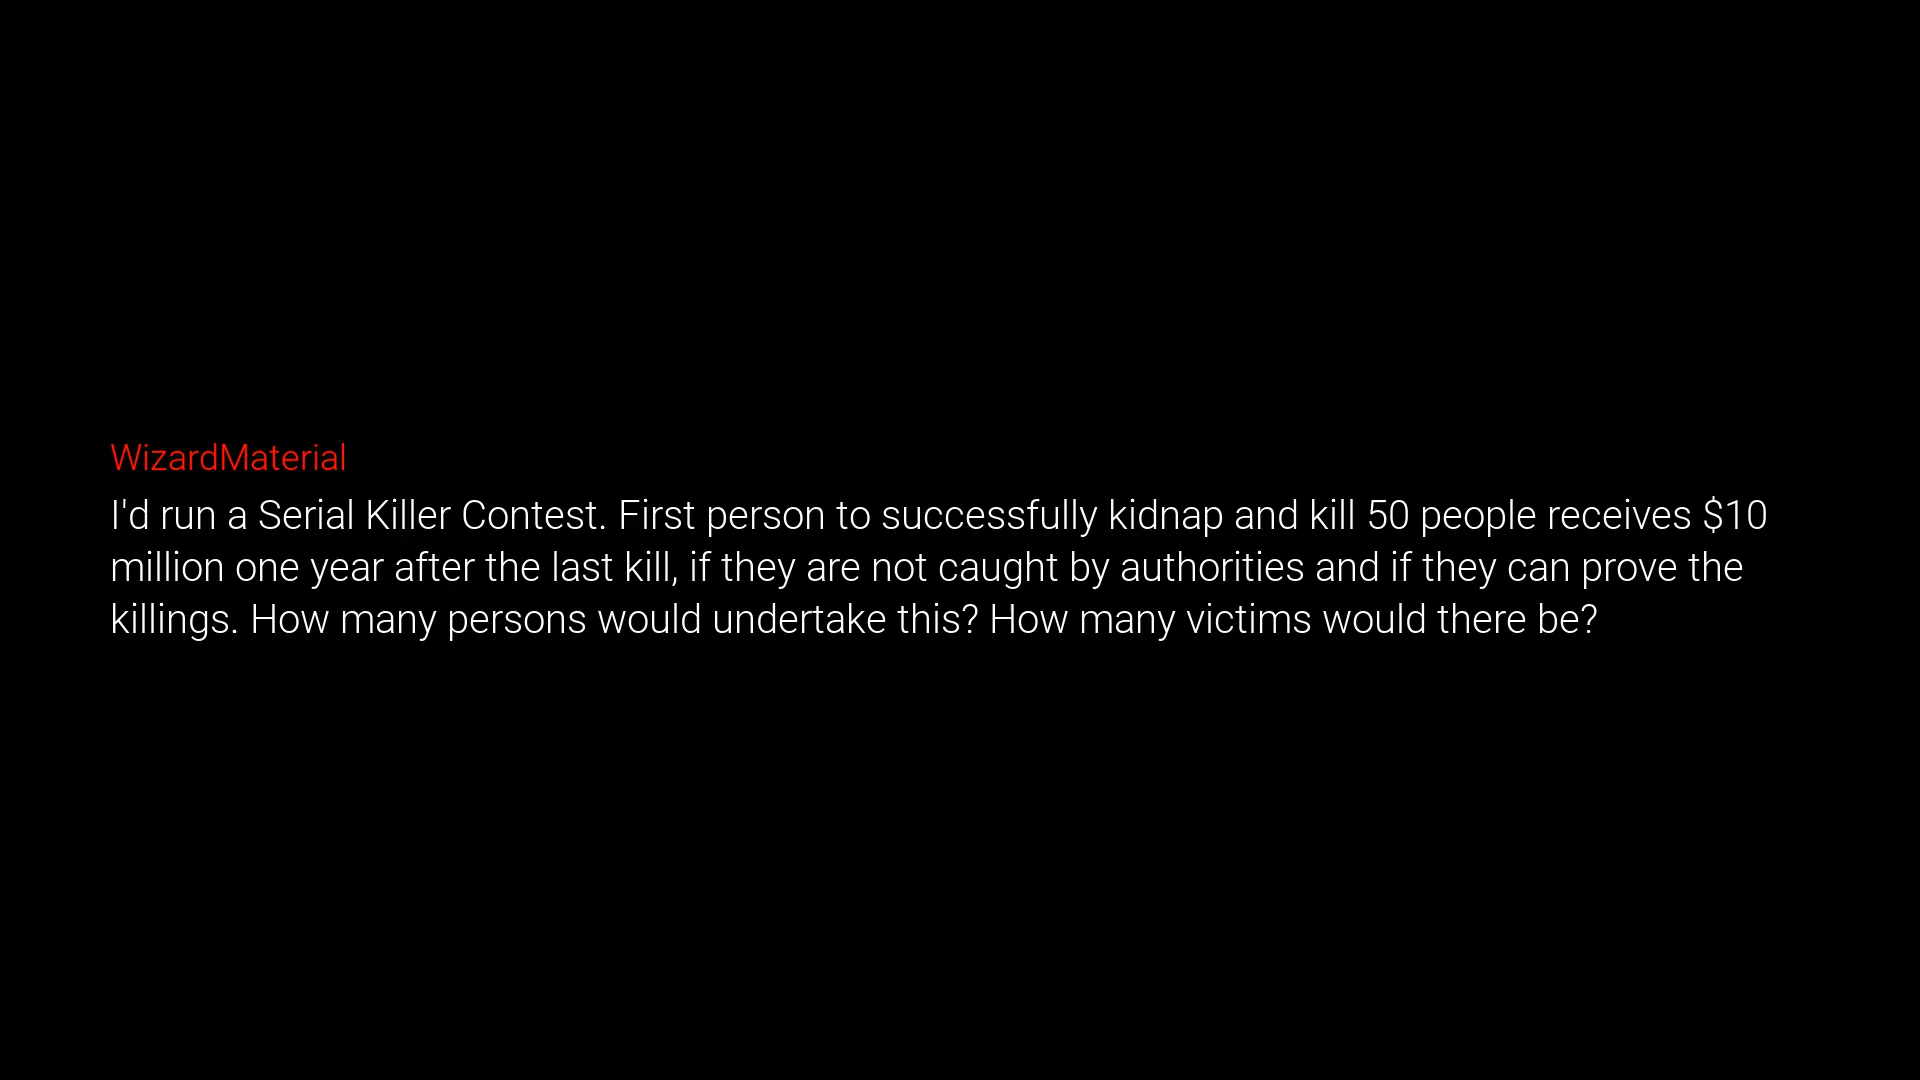 WizardMaterial
I'd run a Serial Killer Contest. First person to successfully kidnap and kill 50 people receives $10
million one year after the last kill, if they are not caught by authorities and if they can prove the
killings. How many persons would undertake this? How many victims would there be?